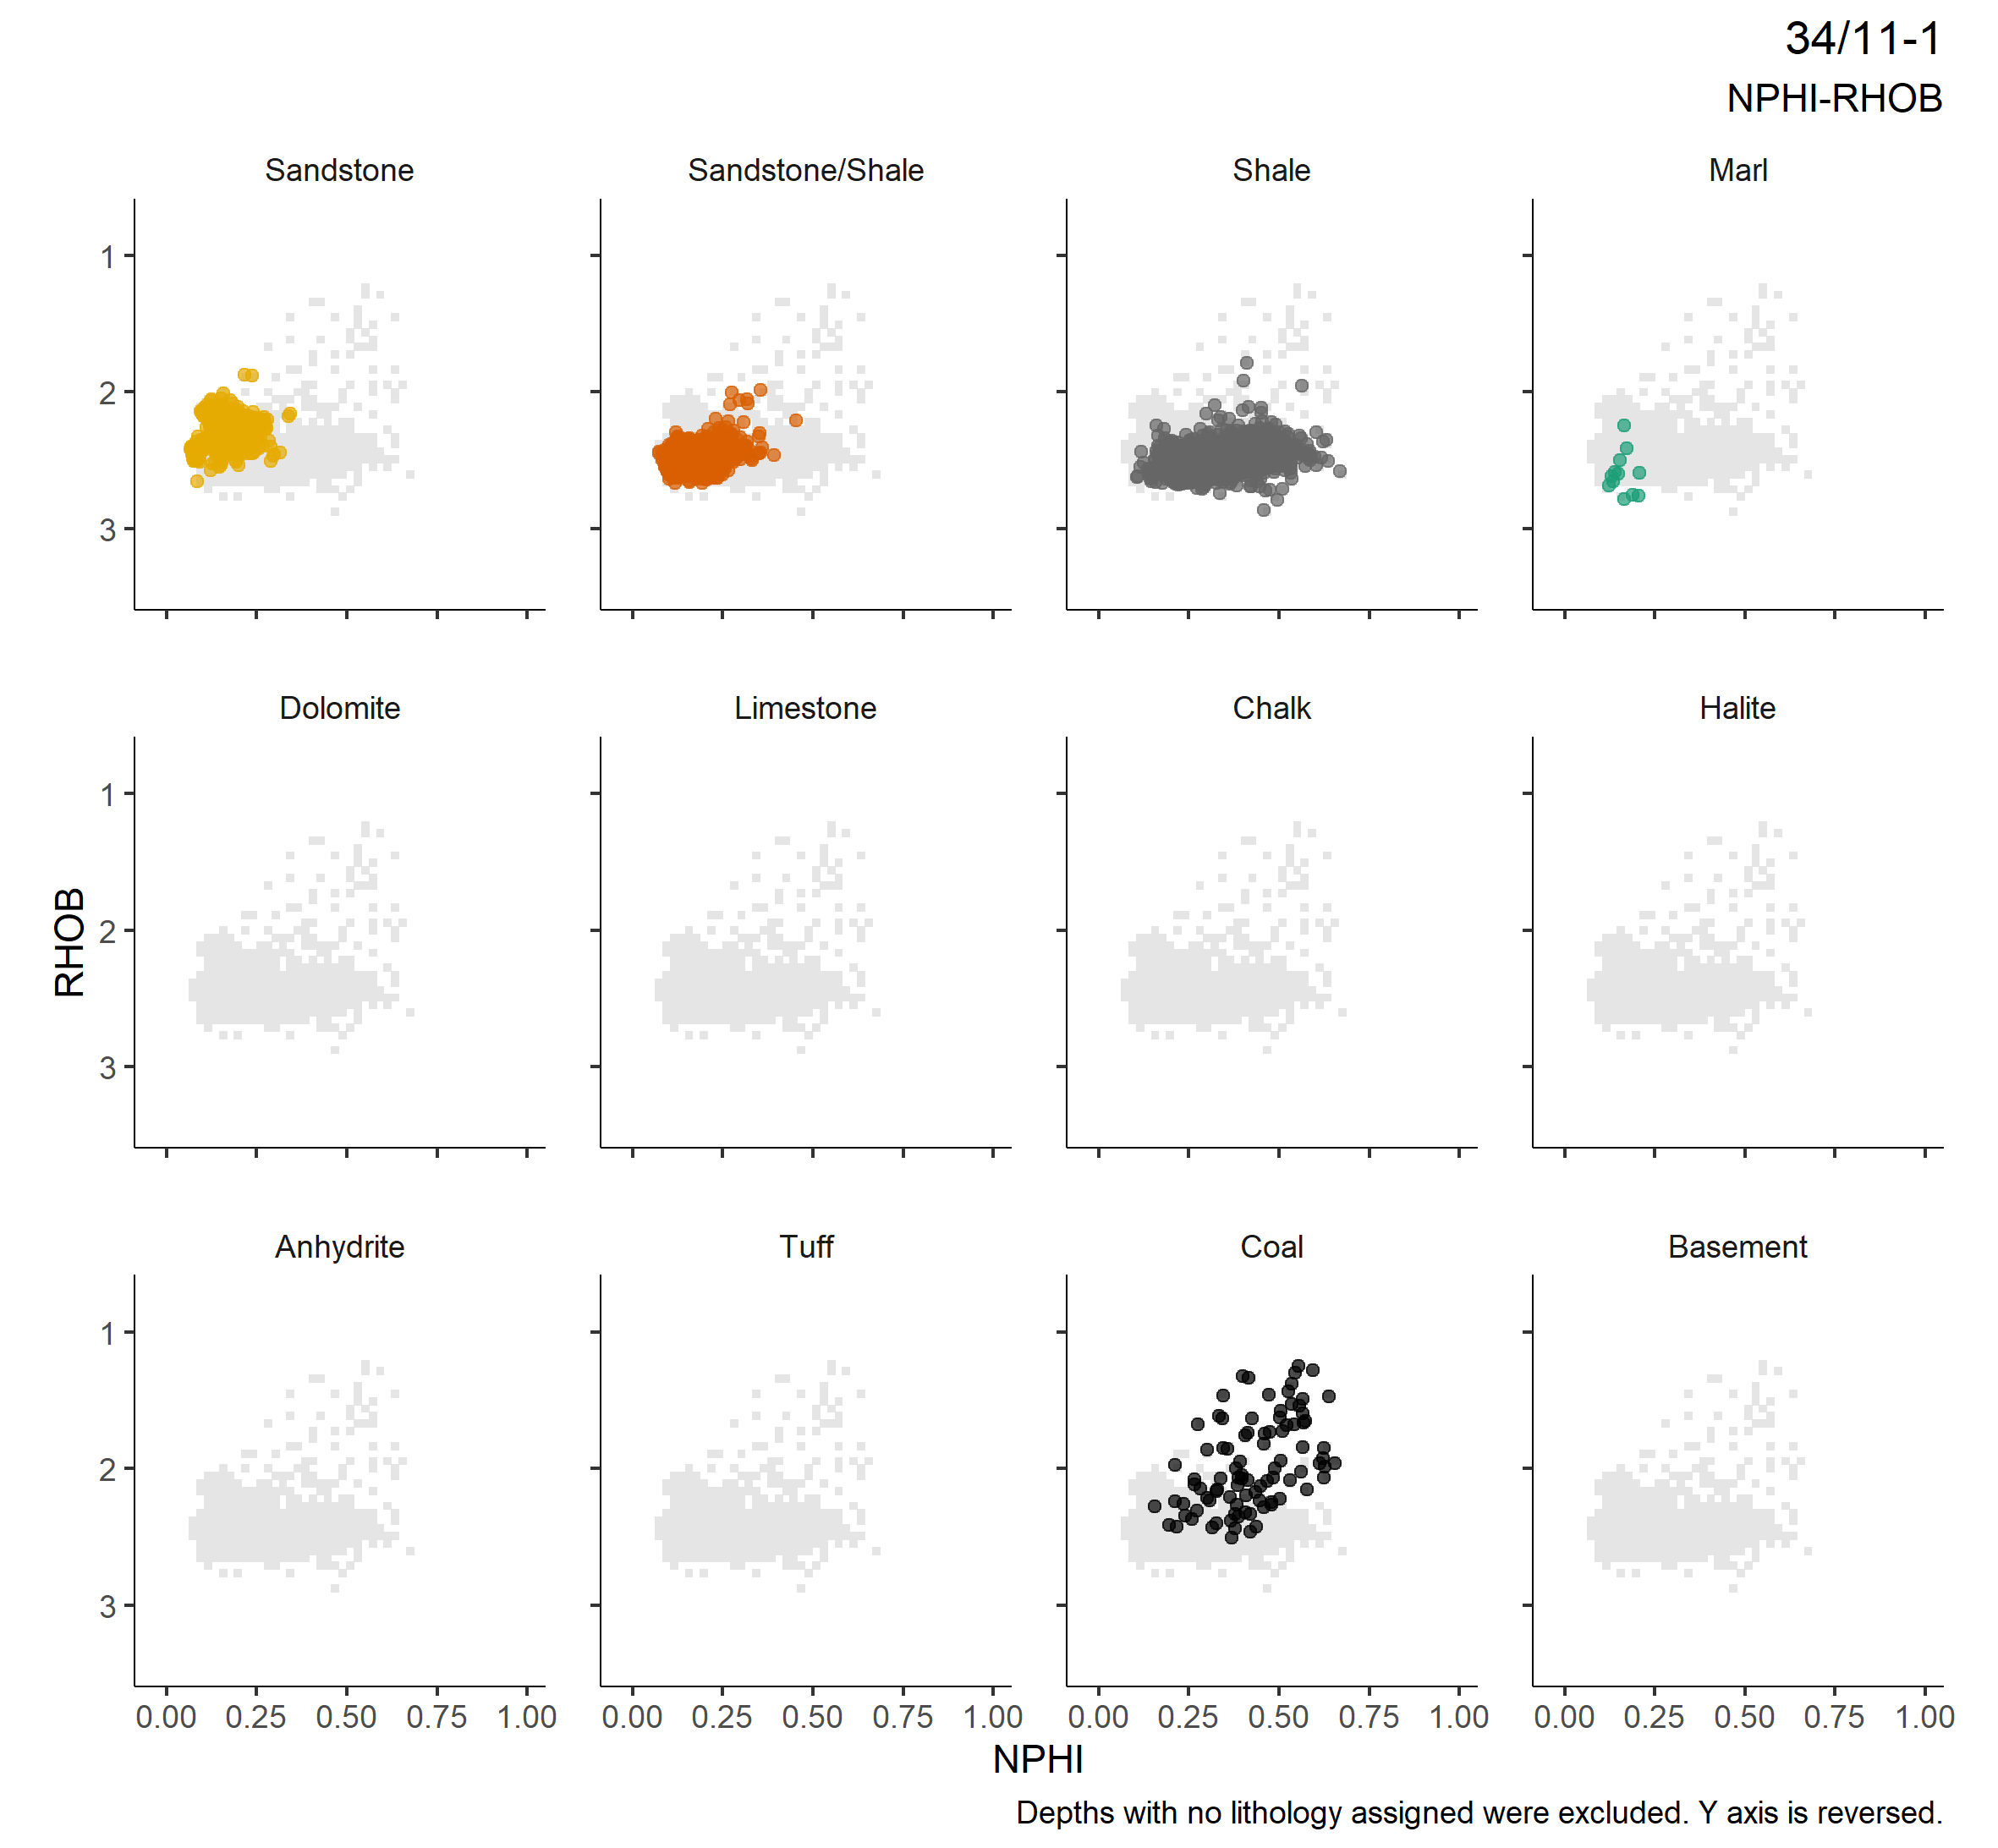 34/11-1
NPHI-RHOB
Sandstone
Sandstone/Shale
Shale
Marl
1
2
3
Dolomite
Limestone
Chalk
Halite
RHOB
1
2
3
Anhydrite
Tuff
Coal
Basement
1
2
3
0.00 0.25 0.50 0.75 1.00
0.00 0.25 0.50 0.75 1.00
0.00 0.25 0.50 0.75 1.00
0.00 0.25 0.50 0.75 1.00
NPHI
Depths with no lithology assigned were excluded. Y axis is reversed.